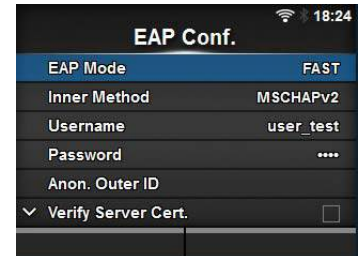 18:24
EAP Conf.
EAP Mode FAST
Inner Method MSCHAPv2
Username user_test
Password ••••
Anon. Outer ID
Verify Server Cert.